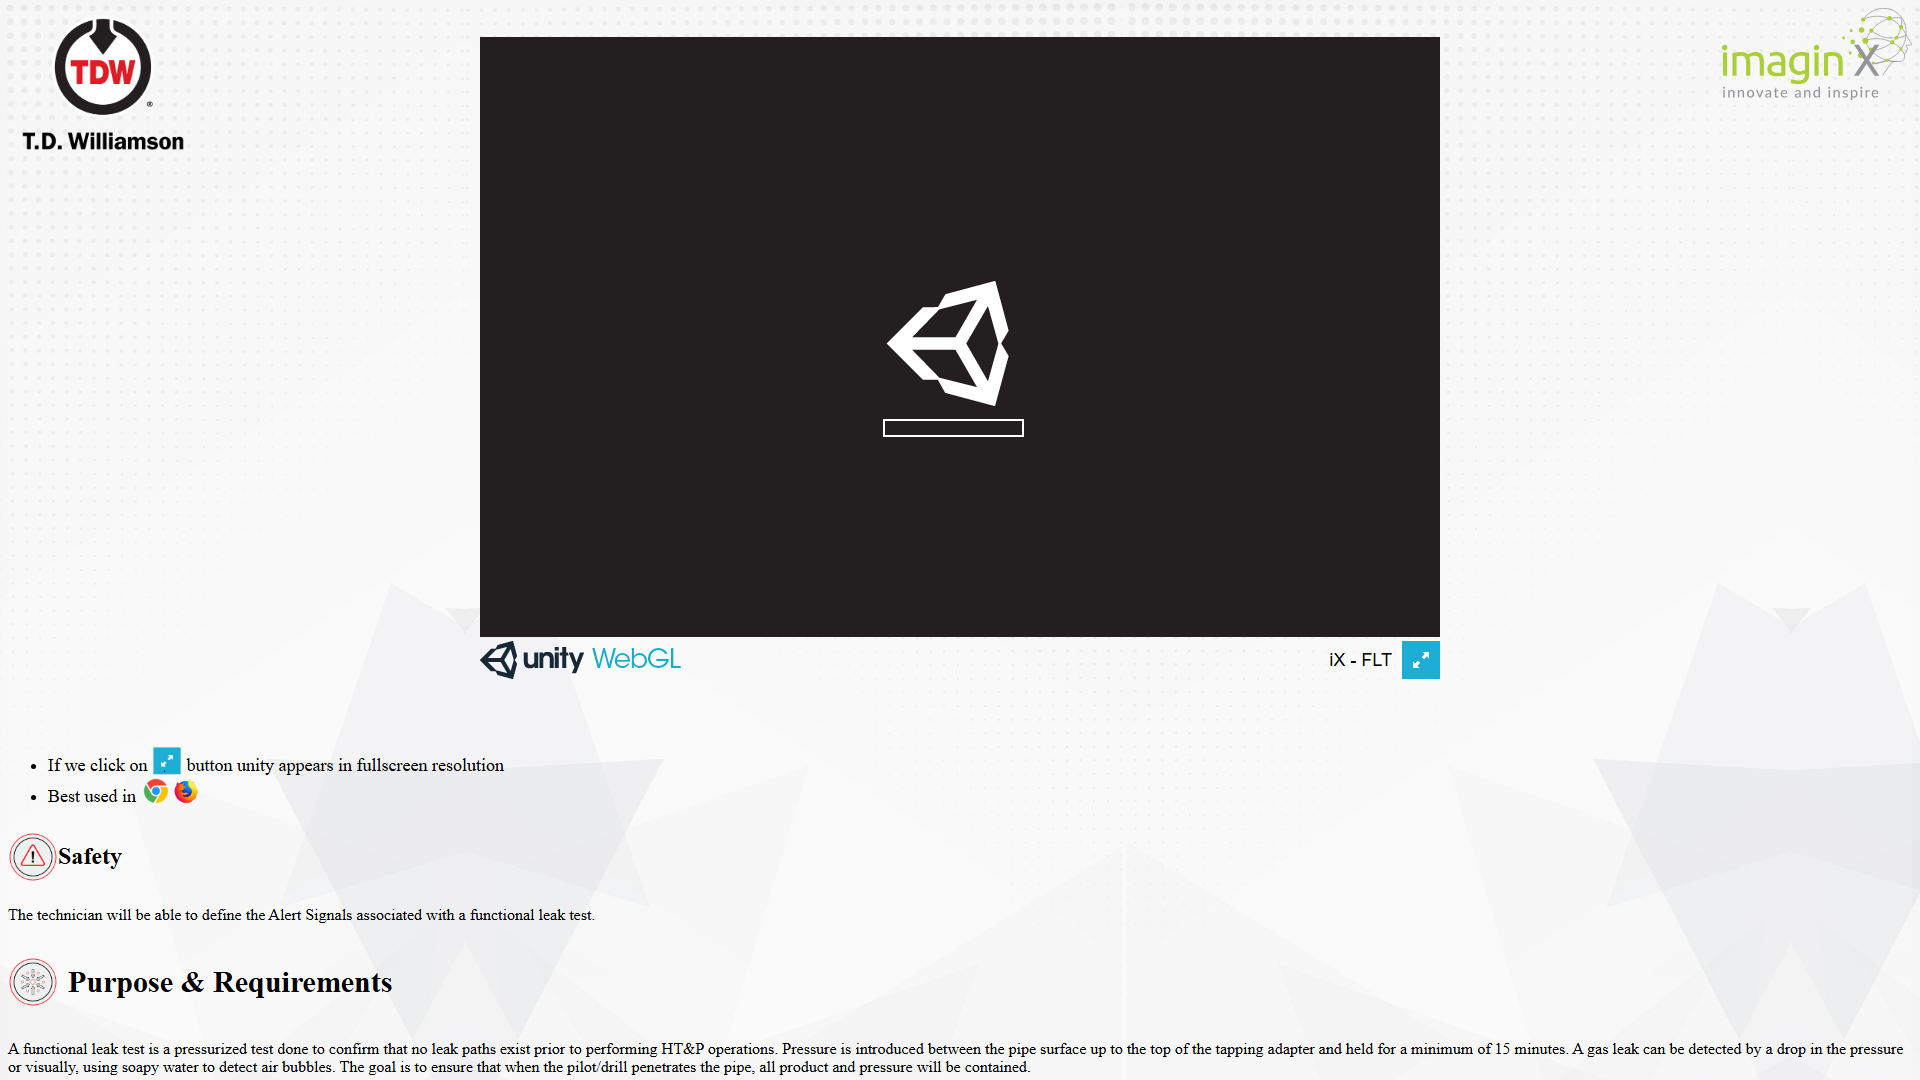 TDW
®
T.D. Williamson
imagin X
innovate and inspire
unity WebGL
iX - FLT
If we click on button unity appears in fullscreen resolution
Best used in
Safety
The technician will be able to define the Alert Signals associated with a functional leak test.
Purpose & Requirements
A functional leak test is a pressurized test done to confirm that no leak paths exist prior to performing HT&P operations. Pressure is introduced between the pipe surface up to the top of the tapping adapter and held for a minimum of 15 minutes. A gas leak can be detected by a drop in the pressure
or visually, using soapy water to detect air bubbles. The goal is to ensure that when the pilot/drill penetrates the pipe, all product and pressure will be contained.